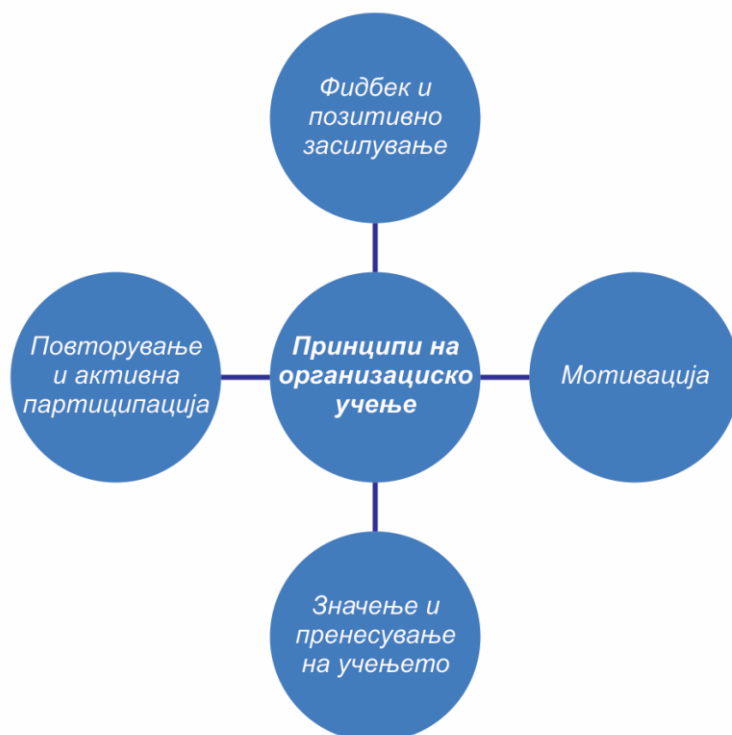 Фидбек и
позитивно
засилување
Повторување
и активна
партиципација
Принципи на
организациско
учење
Мотивација
Значење и
пренесување
на учењето